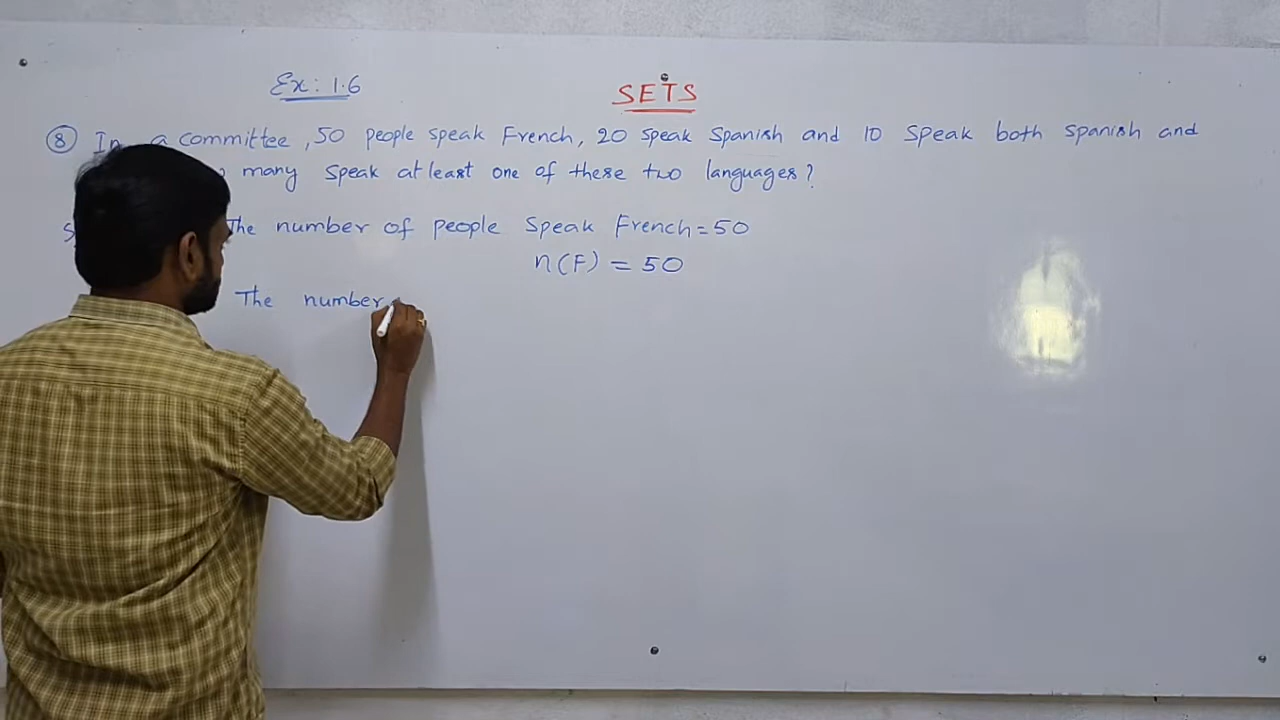 Ex: 1.6
SETS
8 In a committee, 50 people speak French, 20 speak Spanish and 10 Speak both Spanish and
many Speak atleast one of these two languages?
The number of people Speak French = 50
n(F) = 50
The number